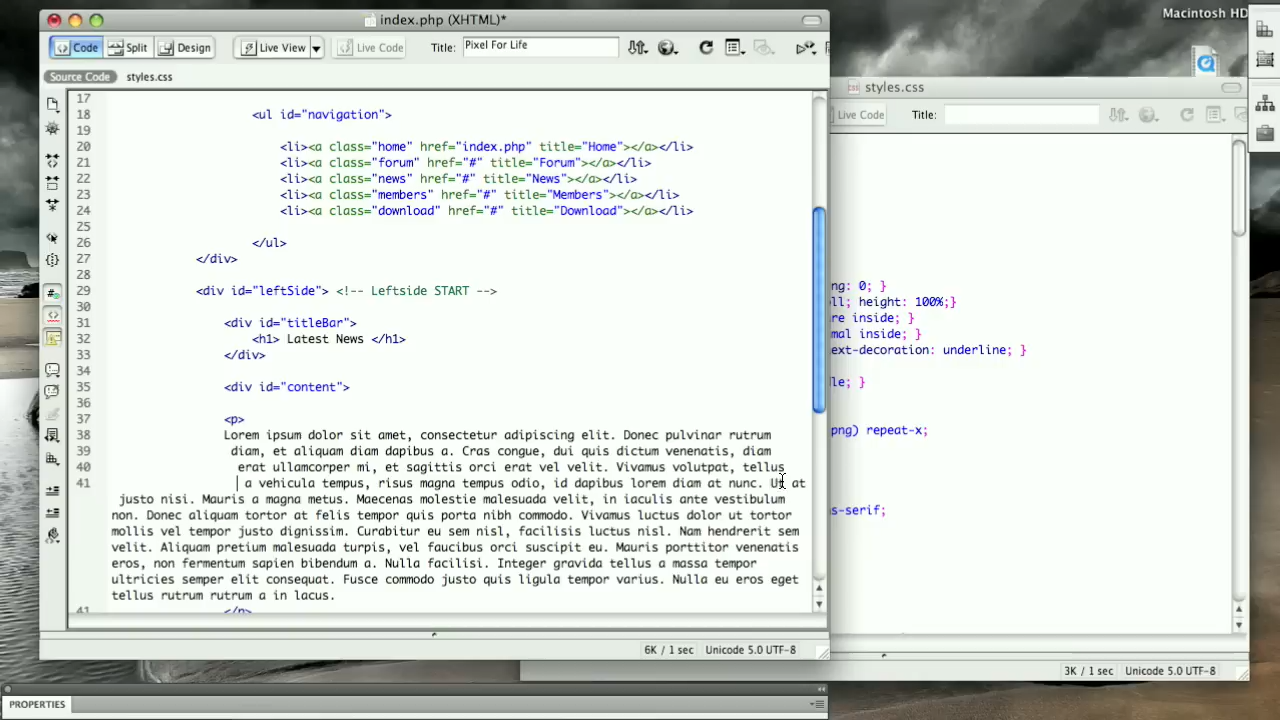 Macintosh HD
index.php (XHTML)*
Code Split Design Live View Live Code Title: Pixel For Life
Source Code styles.css
17
18 <ul id="navigation">
19
20 <li><a class="home" href="index.php" title="Home"></a></li>
21 <li><a class="forum" href="#" title="Forum"></a></li>
22 <li><a class="news" href="#" title="News"></a></li>
23 <li><a class="members" href="#" title="Members"></a></li>
24 <li><a class="download" href="#" title="Download"></a></li>
25
26 </ul>
27 </div>
28
29 <div id="leftSide"> <!-- Leftside START -->
30
31 <div id="titleBar">
32 <h1> Latest News </h1>
33 </div>
34
35 <div id="content">
36
37 <p>
38 Lorem ipsum dolor sit amet, consectetur adipiscing elit. Donec pulvinar rutrum
39 diam, et aliquam diam dapibus a. Cras congue, dui quis dictum venenatis, diam
40 erat ullamcorper mi, et sagittis orci erat vel velit. Vivamus volutpat, tellus
41 a vehicula tempus, risus magna tempus odio, id dapibus lorem diam at nunc. Ut at
justo nisi. Mauris a magna metus. Maecenas molestie malesuada velit, in iaculis ante vestibulum
non. Donec aliquam tortor at felis tempor quis porta nibh commodo. Vivamus luctus dolor ut tortor
mollis vel tempor justo dignissim. Curabitur eu sem nisl, facilisis luctus nisl. Nam hendrerit sem
velit. Aliquam pretium malesuada turpis, vel faucibus orci suscipit eu. Mauris porttitor venenatis
eros, non fermentum sapien bibendum a. Nulla facilisi. Integer gravida tellus a massa tempor
ultricies semper elit consequat. Fusce commodo justo quis ligula tempor varius. Nulla eu eros eget
tellus rutrum rutrum a in lacus.
41 </p>
6K / 1 sec Unicode 5.0 UTF-8
styles.css
Live Code Title:
ng: 0; }
ll; height: 100%;}
re inside; }
mal inside; }
ext-decoration: underline; }
le; }
png) repeat-x;
s-serif;
3K / 1 sec Unicode 5.0 UTF-8
PROPERTIES